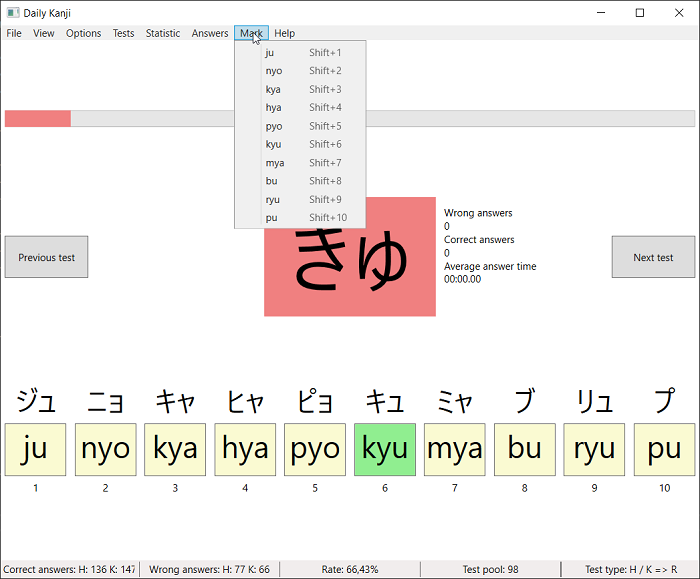 Daily Kanji
File View Options Tests Statistic Answers Mark Help
ju Shift+1
nyo Shift+2
kya Shift+3
hya Shift+4
pyo Shift+5
kyu Shift+6
mya Shift+7
bu Shift+8
ryu Shift+9
pu Shift+10
Previous test
きゅ
Wrong answers
0
Correct answers
0
Average answer time
00:00.00
Next test
ジュ ニョ キャ ヒャ ピョ キュ ミャ ブ リュ プ
ju nyo kya hya pyo kyu mya bu ryu pu
1 2 3 4 5 6 7 8 9 10
Correct answers: H: 136 K: 147 Wrong answers: H: 77 K: 66 Rate: 66,43% Test pool: 98 Test type: H / K => R